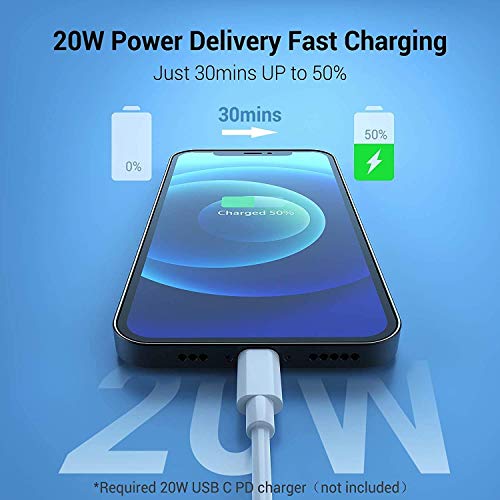 20W Power Delivery Fast Charging
Just 30mins UP to 50%
30mins
0%
50%
Charged 50%
20W
*Required 20W USB C PD charger（not included）